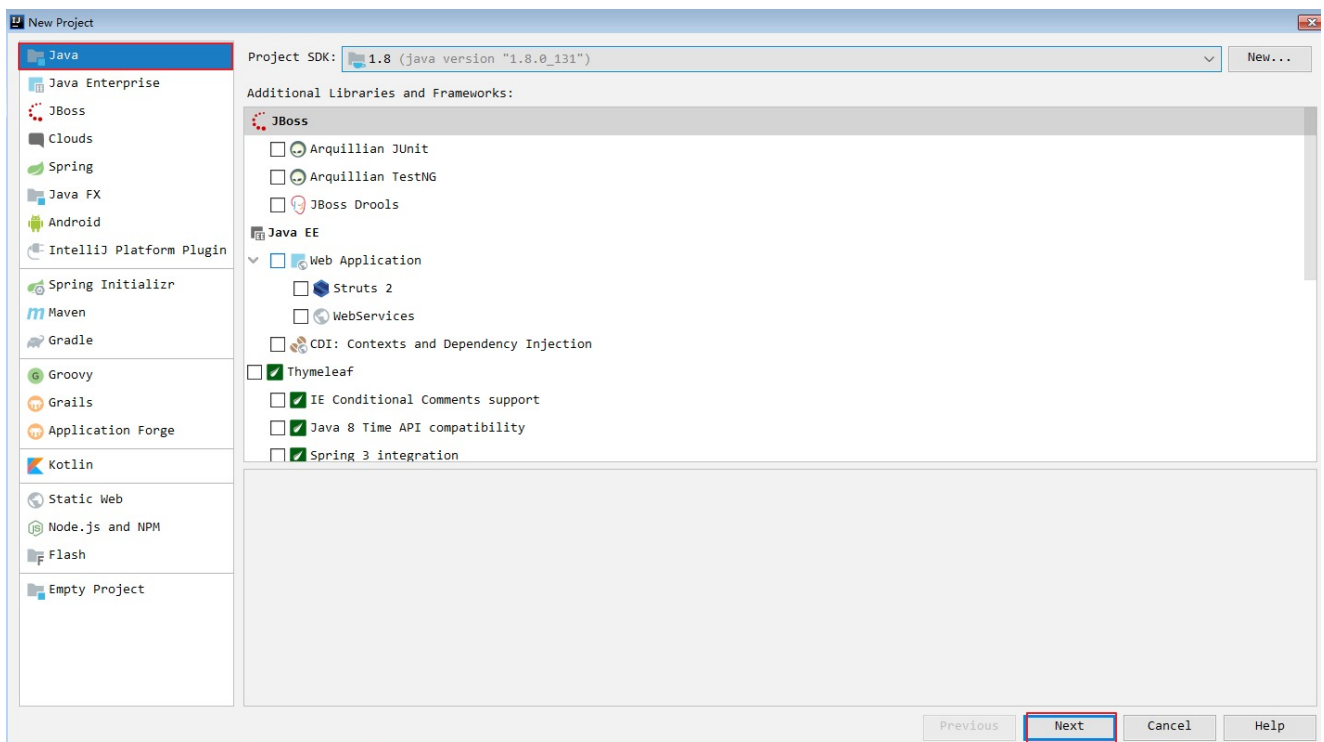 New Project
Java
Java Enterprise
JBoss
Clouds
Spring
Java FX
Android
IntelliJ Platform Plugin
Spring Initializr
Maven
Gradle
Groovy
Grails
Application Forge
Kotlin
Static Web
Node.js and NPM
Flash
Empty Project
Project SDK: 1.8 (java version "1.8.0_131") New...
Additional Libraries and Frameworks:
JBoss
Arquillian JUnit
Arquillian TestNG
JBoss Drools
Java EE
Web Application
Struts 2
WebServices
CDI: Contexts and Dependency Injection
Thymeleaf
IE Conditional Comments support
Java 8 Time API compatibility
Spring 3 integration
Previous Next Cancel Help